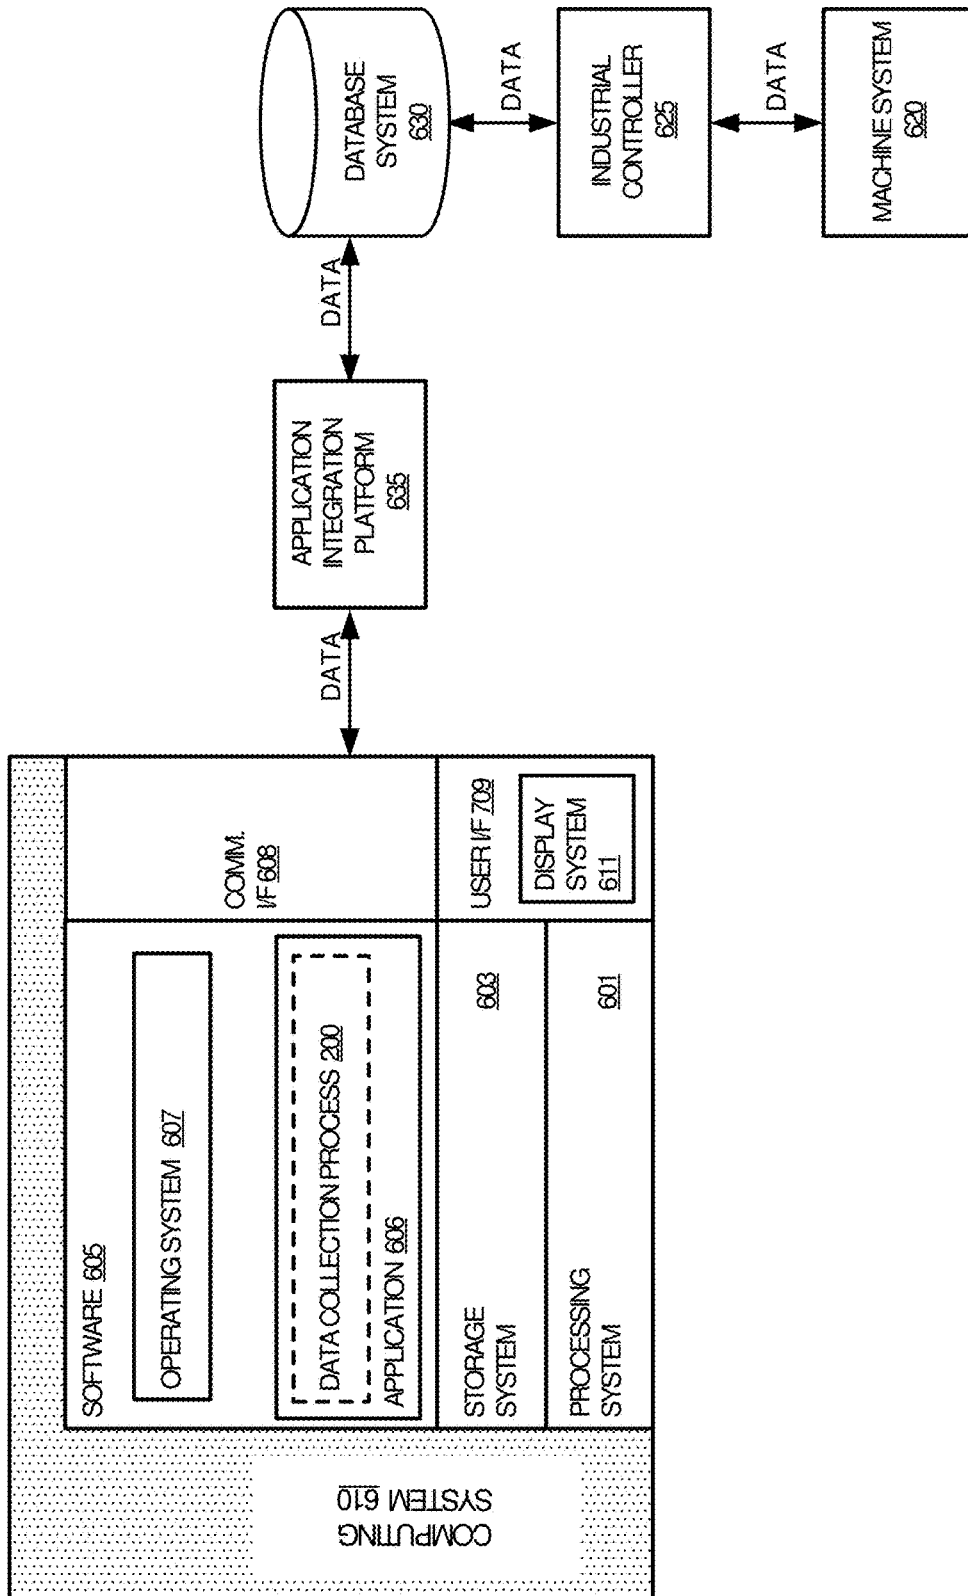 COMPUTING
SYSTEM 610
SOFTWARE 605
OPERATING SYSTEM 607
DATA COLLECTION PROCESS 200
APPLICATION 606
COMM.
I/F 608
STORAGE
SYSTEM
603
PROCESSING
SYSTEM
601
USER I/F 709
DISPLAY
SYSTEM
611
DATA
APPLICATION
INTEGRATION
PLATFORM
635
DATA
DATABASE
SYSTEM
630
DATA
INDUSTRIAL
CONTROLLER
625
DATA
MACHINE SYSTEM
620